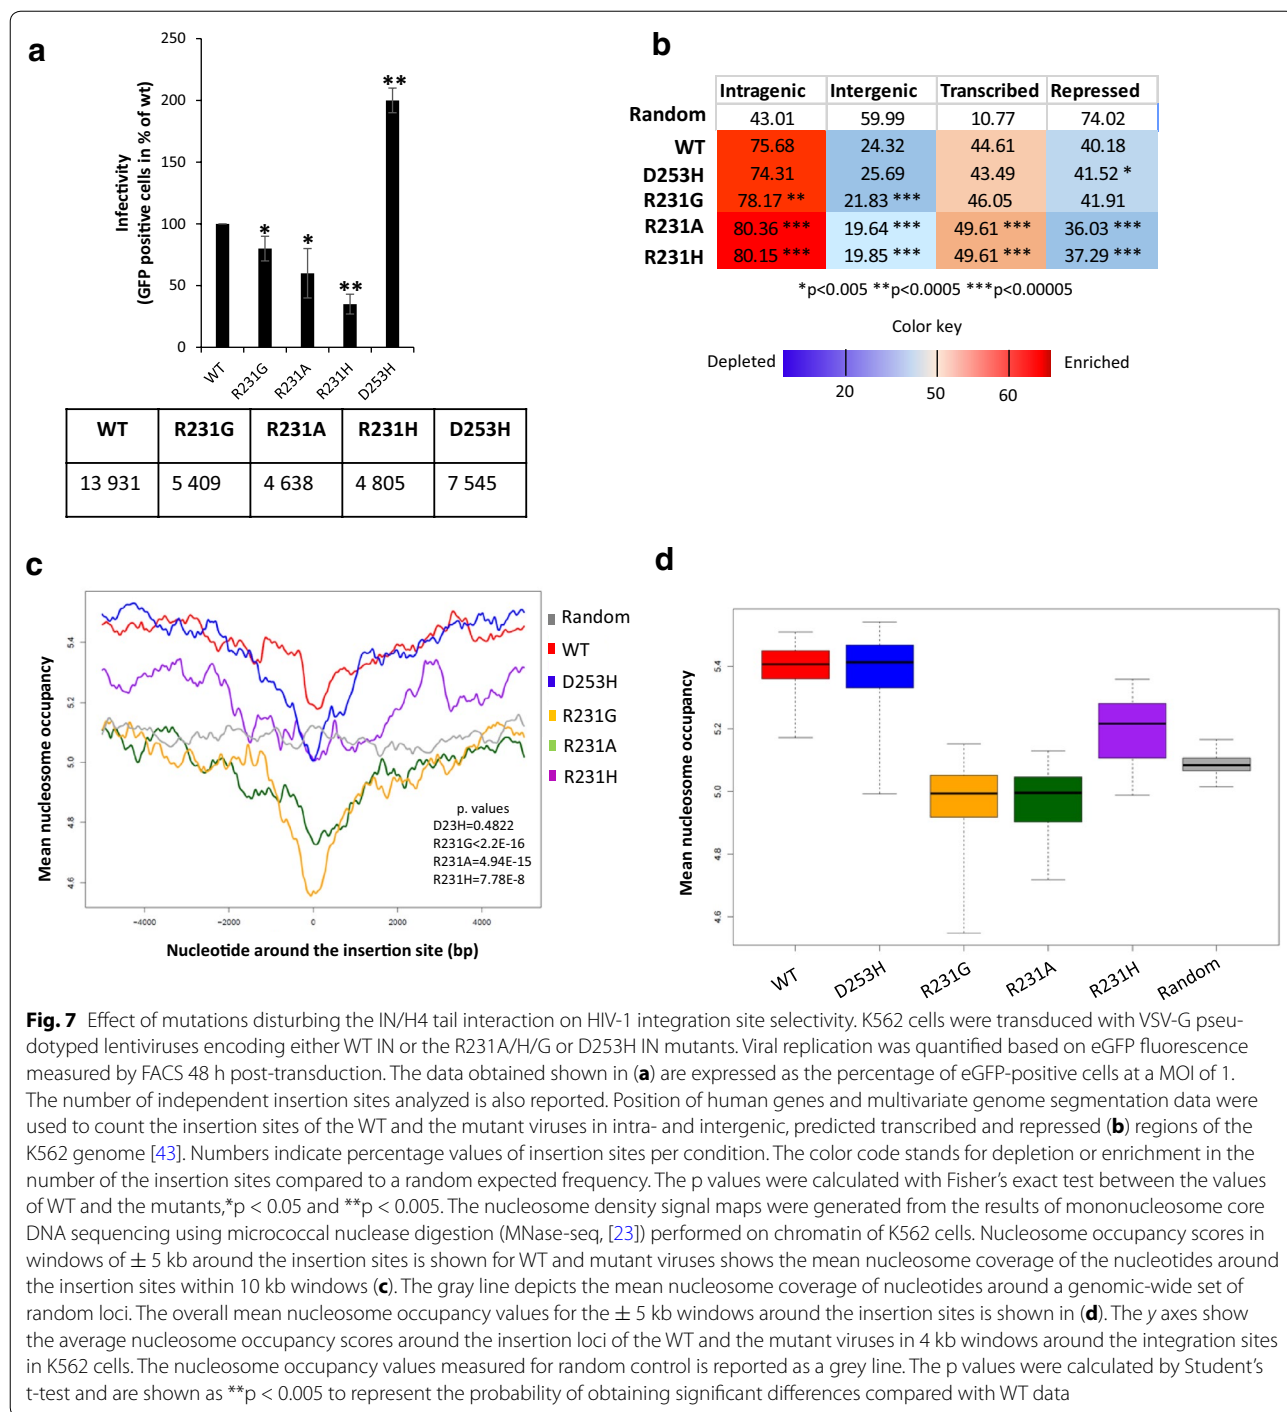 a
250
200
150
100
50
0
Infectivity
(GFP positive cells in % of wt)
*
*
**
**
WT
R231G
R231A
R231H
D253H
WT R231G R231A R231H D253H
13 931 5 409 4 638 4 805 7 545
b
Intragenic Intergenic Transcribed Repressed
Random 43.01 59.99 10.77 74.02
WT 75.68 24.32 44.61 40.18
D253H 74.31 25.69 43.49 41.52 *
R231G 78.17 ** 21.83 *** 46.05 41.91
R231A 80.36 *** 19.64 *** 49.61 *** 36.03 ***
R231H 80.15 *** 19.85 *** 49.61 *** 37.29 ***
*p<0.005 **p<0.0005 ***p<0.00005
Color key
Depleted Enriched
20 50 60
c
Mean nucleosome occupancy
5.4
5.2
5.0
4.8
4.6
−4000 −2000 0 2000 4000
Nucleotide around the insertion site (bp)
p. values
D23H=0.4822
R231G<2.2E-16
R231A=4.94E-15
R231H=7.78E-8
Random
WT
D253H
R231G
R231A
R231H
d
Mean nucleosome occupancy
5.4
5.2
5.0
4.8
4.6
WT
D253H
R231G
R231A
R231H
Random
Fig. 7 Effect of mutations disturbing the IN/H4 tail interaction on HIV-1 integration site selectivity. K562 cells were transduced with VSV-G pseu-
dotyped lentiviruses encoding either WT IN or the R231A/H/G or D253H IN mutants. Viral replication was quantified based on eGFP fluorescence
measured by FACS 48 h post-transduction. The data obtained shown in (a) are expressed as the percentage of eGFP-positive cells at a MOI of 1.
The number of independent insertion sites analyzed is also reported. Position of human genes and multivariate genome segmentation data were
used to count the insertion sites of the WT and the mutant viruses in intra- and intergenic, predicted transcribed and repressed (b) regions of the
K562 genome [43]. Numbers indicate percentage values of insertion sites per condition. The color code stands for depletion or enrichment in the
number of the insertion sites compared to a random expected frequency. The p values were calculated with Fisher's exact test between the values
of WT and the mutants,*p < 0.05 and **p < 0.005. The nucleosome density signal maps were generated from the results of mononucleosome core
DNA sequencing using micrococcal nuclease digestion (MNase-seq, [23]) performed on chromatin of K562 cells. Nucleosome occupancy scores in
windows of ± 5 kb around the insertion sites is shown for WT and mutant viruses shows the mean nucleosome coverage of the nucleotides around
the insertion sites within 10 kb windows (c). The gray line depicts the mean nucleosome coverage of nucleotides around a genomic-wide set of
random loci. The overall mean nucleosome occupancy values for the ± 5 kb windows around the insertion sites is shown in (d). The y axes show
the average nucleosome occupancy scores around the insertion loci of the WT and the mutant viruses in 4 kb windows around the integration sites
in K562 cells. The nucleosome occupancy values measured for random control is reported as a grey line. The p values were calculated by Student's
t-test and are shown as **p < 0.005 to represent the probability of obtaining significant differences compared with WT data